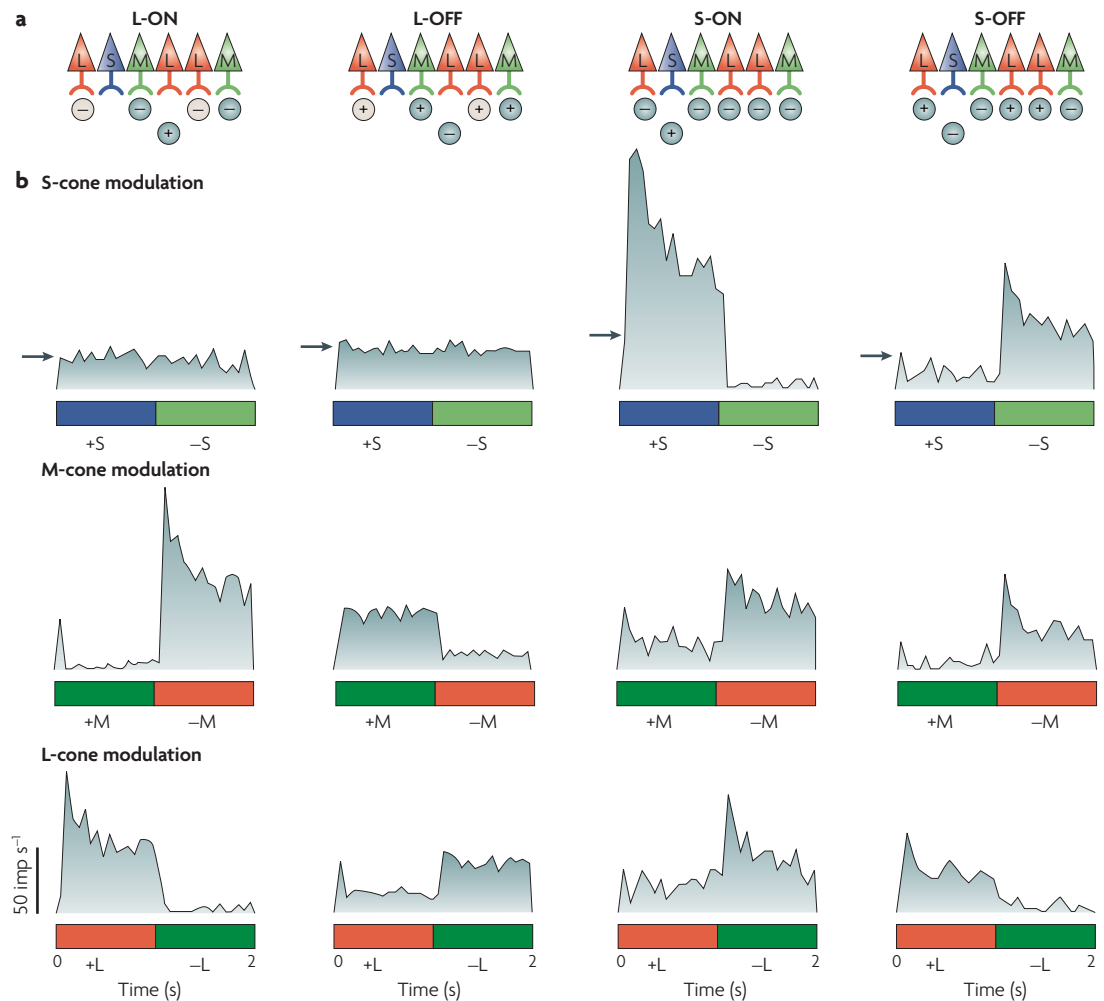 a
L-ON L-OFF S-ON S-OFF
L S M L L M L S M L L M L S M L L M L S M L L M
− − − − + + + + − − − − − − + − + +
+ − + −
b S-cone modulation
+S −S +S −S +S −S +S −S
M-cone modulation
+M −M +M −M +M −M +M −M
L-cone modulation
50 imp s⁻¹
0 +L −L 2 0 +L −L 2 0 +L −L 2 0 +L −L 2
Time (s) Time (s) Time (s) Time (s)